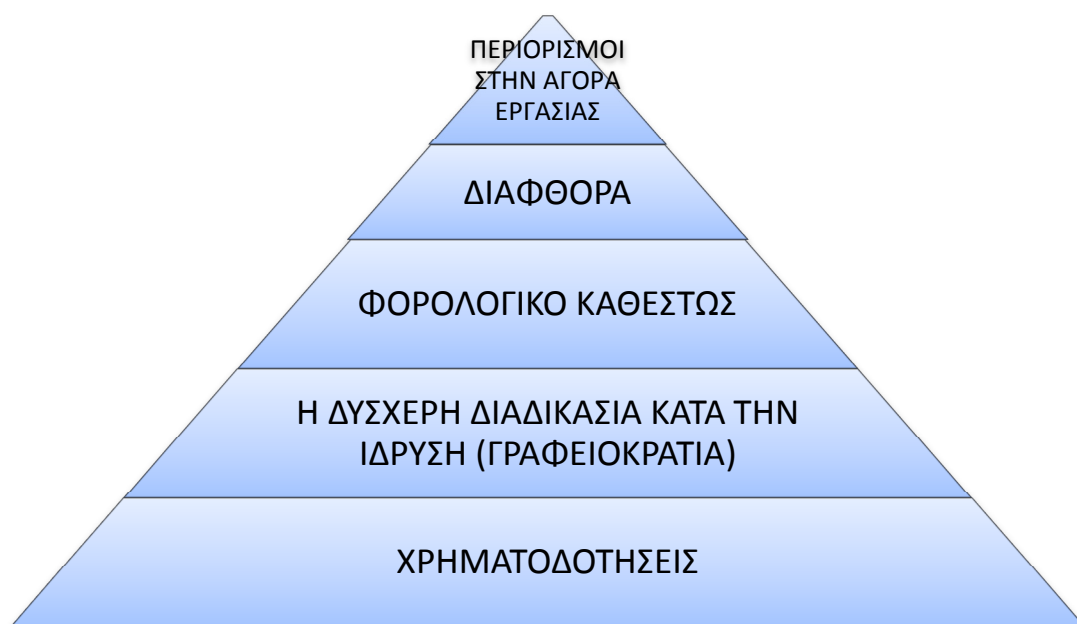 ΠΕΡΙΟΡΙΣΜΟΙ
ΣΤΗΝ ΑΓΟΡΑ
ΕΡΓΑΣΙΑΣ
ΔΙΑΦΘΟΡΑ
ΦΟΡΟΛΟΓΙΚΟ ΚΑΘΕΣΤΩΣ
Η ΔΥΣΧΕΡΗ ΔΙΑΔΙΚΑΣΙΑ ΚΑΤΑ ΤΗΝ
ΙΔΡΥΣΗ (ΓΡΑΦΕΙΟΚΡΑΤΙΑ)
ΧΡΗΜΑΤΟΔΟΤΗΣΕΙΣ